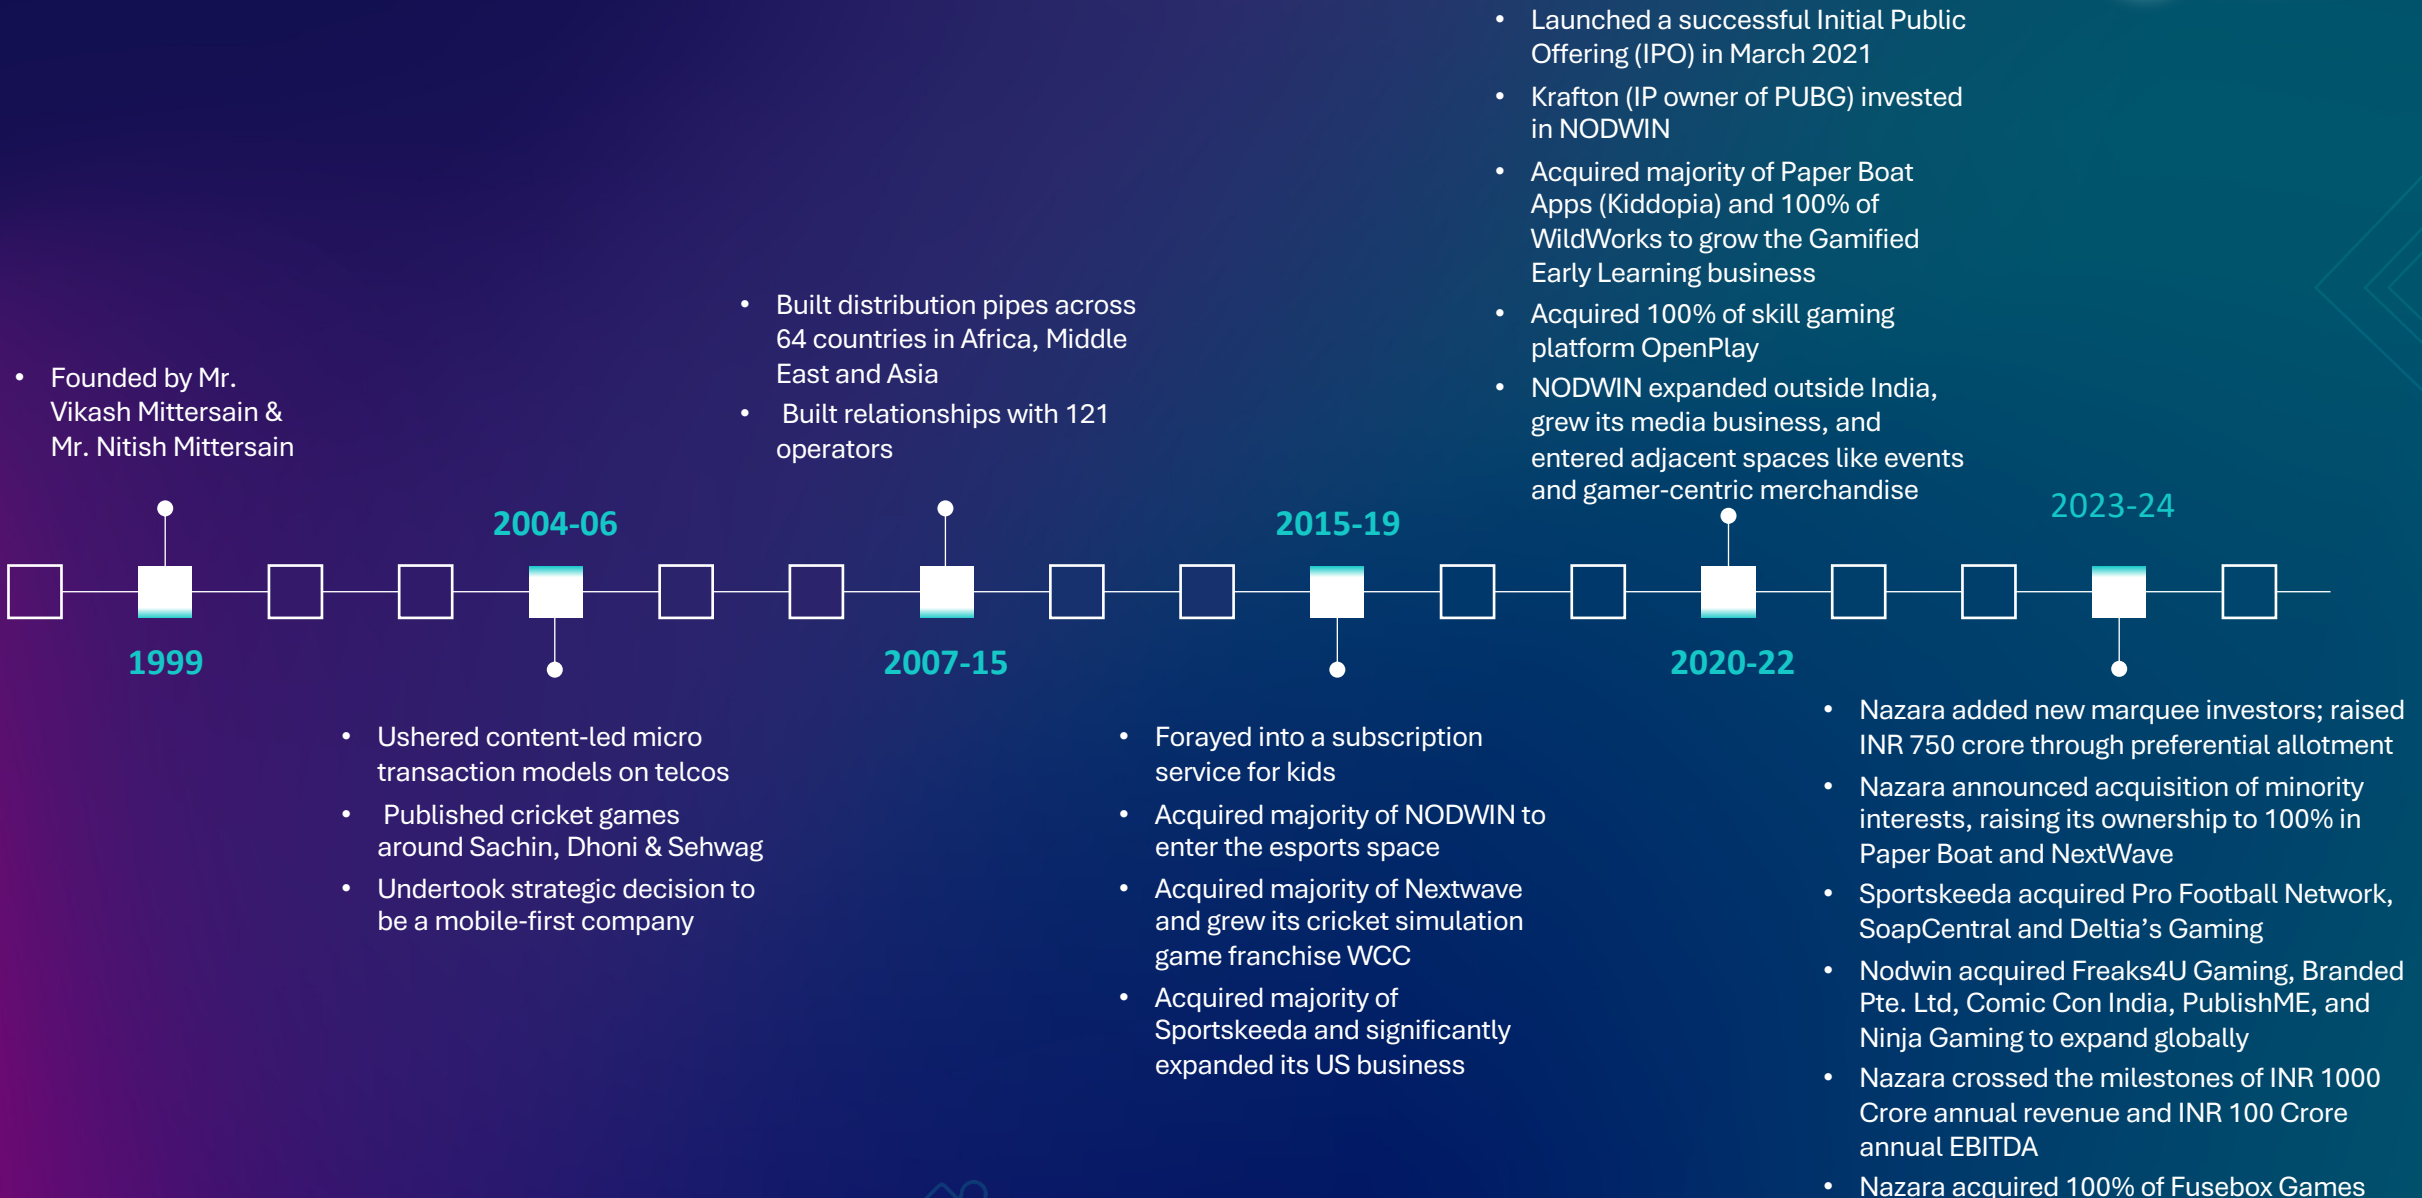 • Founded by Mr.
Vikash Mittersain &
Mr. Nitish Mittersain
1999
2004-06
• Ushered content-led micro
transaction models on telcos
• Published cricket games
around Sachin, Dhoni & Sehwag
• Undertook strategic decision to
be a mobile-first company
• Built distribution pipes across
64 countries in Africa, Middle
East and Asia
• Built relationships with 121
operators
2007-15
2015-19
• Forayed into a subscription
service for kids
• Acquired majority of NODWIN to
enter the esports space
• Acquired majority of Nextwave
and grew its cricket simulation
game franchise WCC
• Acquired majority of
Sportskeeda and significantly
expanded its US business
• Launched a successful Initial Public
Offering (IPO) in March 2021
• Krafton (IP owner of PUBG) invested
in NODWIN
• Acquired majority of Paper Boat
Apps (Kiddopia) and 100% of
WildWorks to grow the Gamified
Early Learning business
• Acquired 100% of skill gaming
platform OpenPlay
• NODWIN expanded outside India,
grew its media business, and
entered adjacent spaces like events
and gamer-centric merchandise
2020-22
2023-24
• Nazara added new marquee investors; raised
INR 750 crore through preferential allotment
• Nazara announced acquisition of minority
interests, raising its ownership to 100% in
Paper Boat and NextWave
• Sportskeeda acquired Pro Football Network,
SoapCentral and Deltia’s Gaming
• Nodwin acquired Freaks4U Gaming, Branded
Pte. Ltd, Comic Con India, PublishME, and
Ninja Gaming to expand globally
• Nazara crossed the milestones of INR 1000
Crore annual revenue and INR 100 Crore
annual EBITDA
• Nazara acquired 100% of Fusebox Games